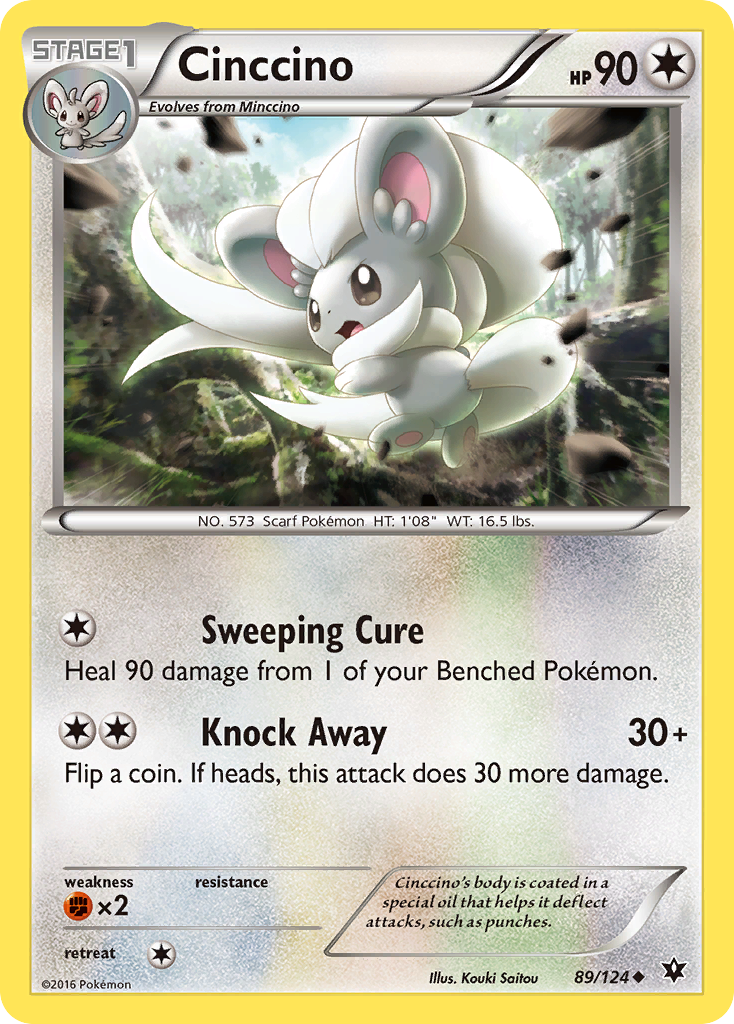 STAGE1
Cinccino
HP 90
Evolves from Minccino
NO. 573 Scarf Pokémon HT: 1'08" WT: 16.5 lbs.
Sweeping Cure
Heal 90 damage from 1 of your Benched Pokémon.
Knock Away 30+
Flip a coin. If heads, this attack does 30 more damage.
weakness resistance
×2
Cinccino's body is coated in a
special oil that helps it deflect
attacks, such as punches.
retreat
©2016 Pokémon
Illus. Kouki Saitou 89/124